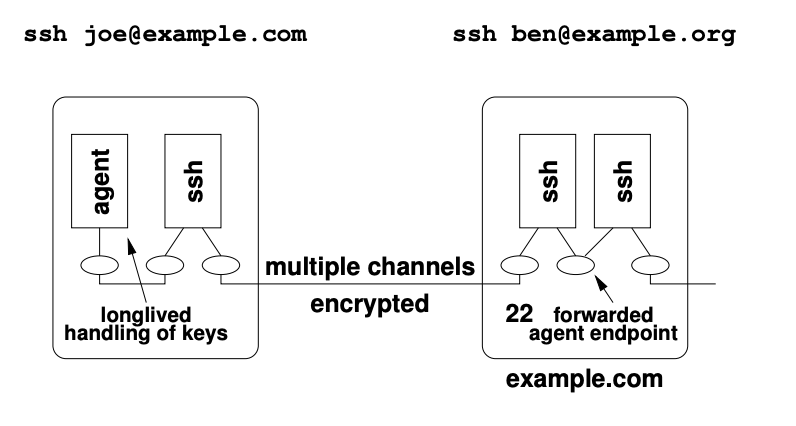 ssh joe@example.com
ssh ben@example.org
agent
ssh
ssh
ssh
multiple channels
encrypted
longlived
handling of keys
22
forwarded
agent endpoint
example.com